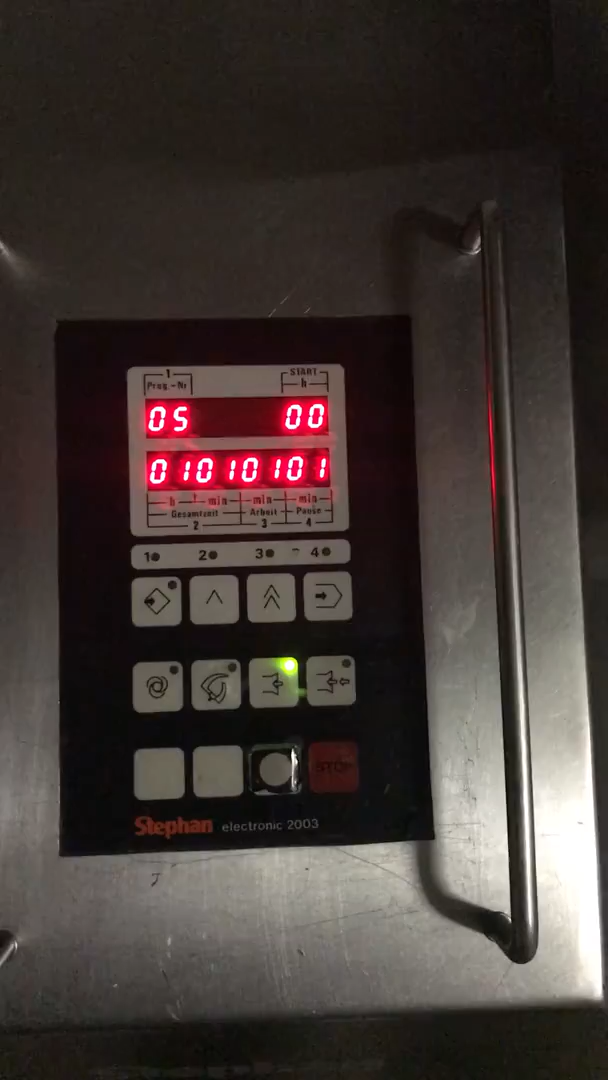 1 START
Prog.-Nr h
05 00
01010101
h min min min
Gesamtzeit Arbeit Pause
2 3 4
1 2 3 4
STOP
Stephan electronic 2003